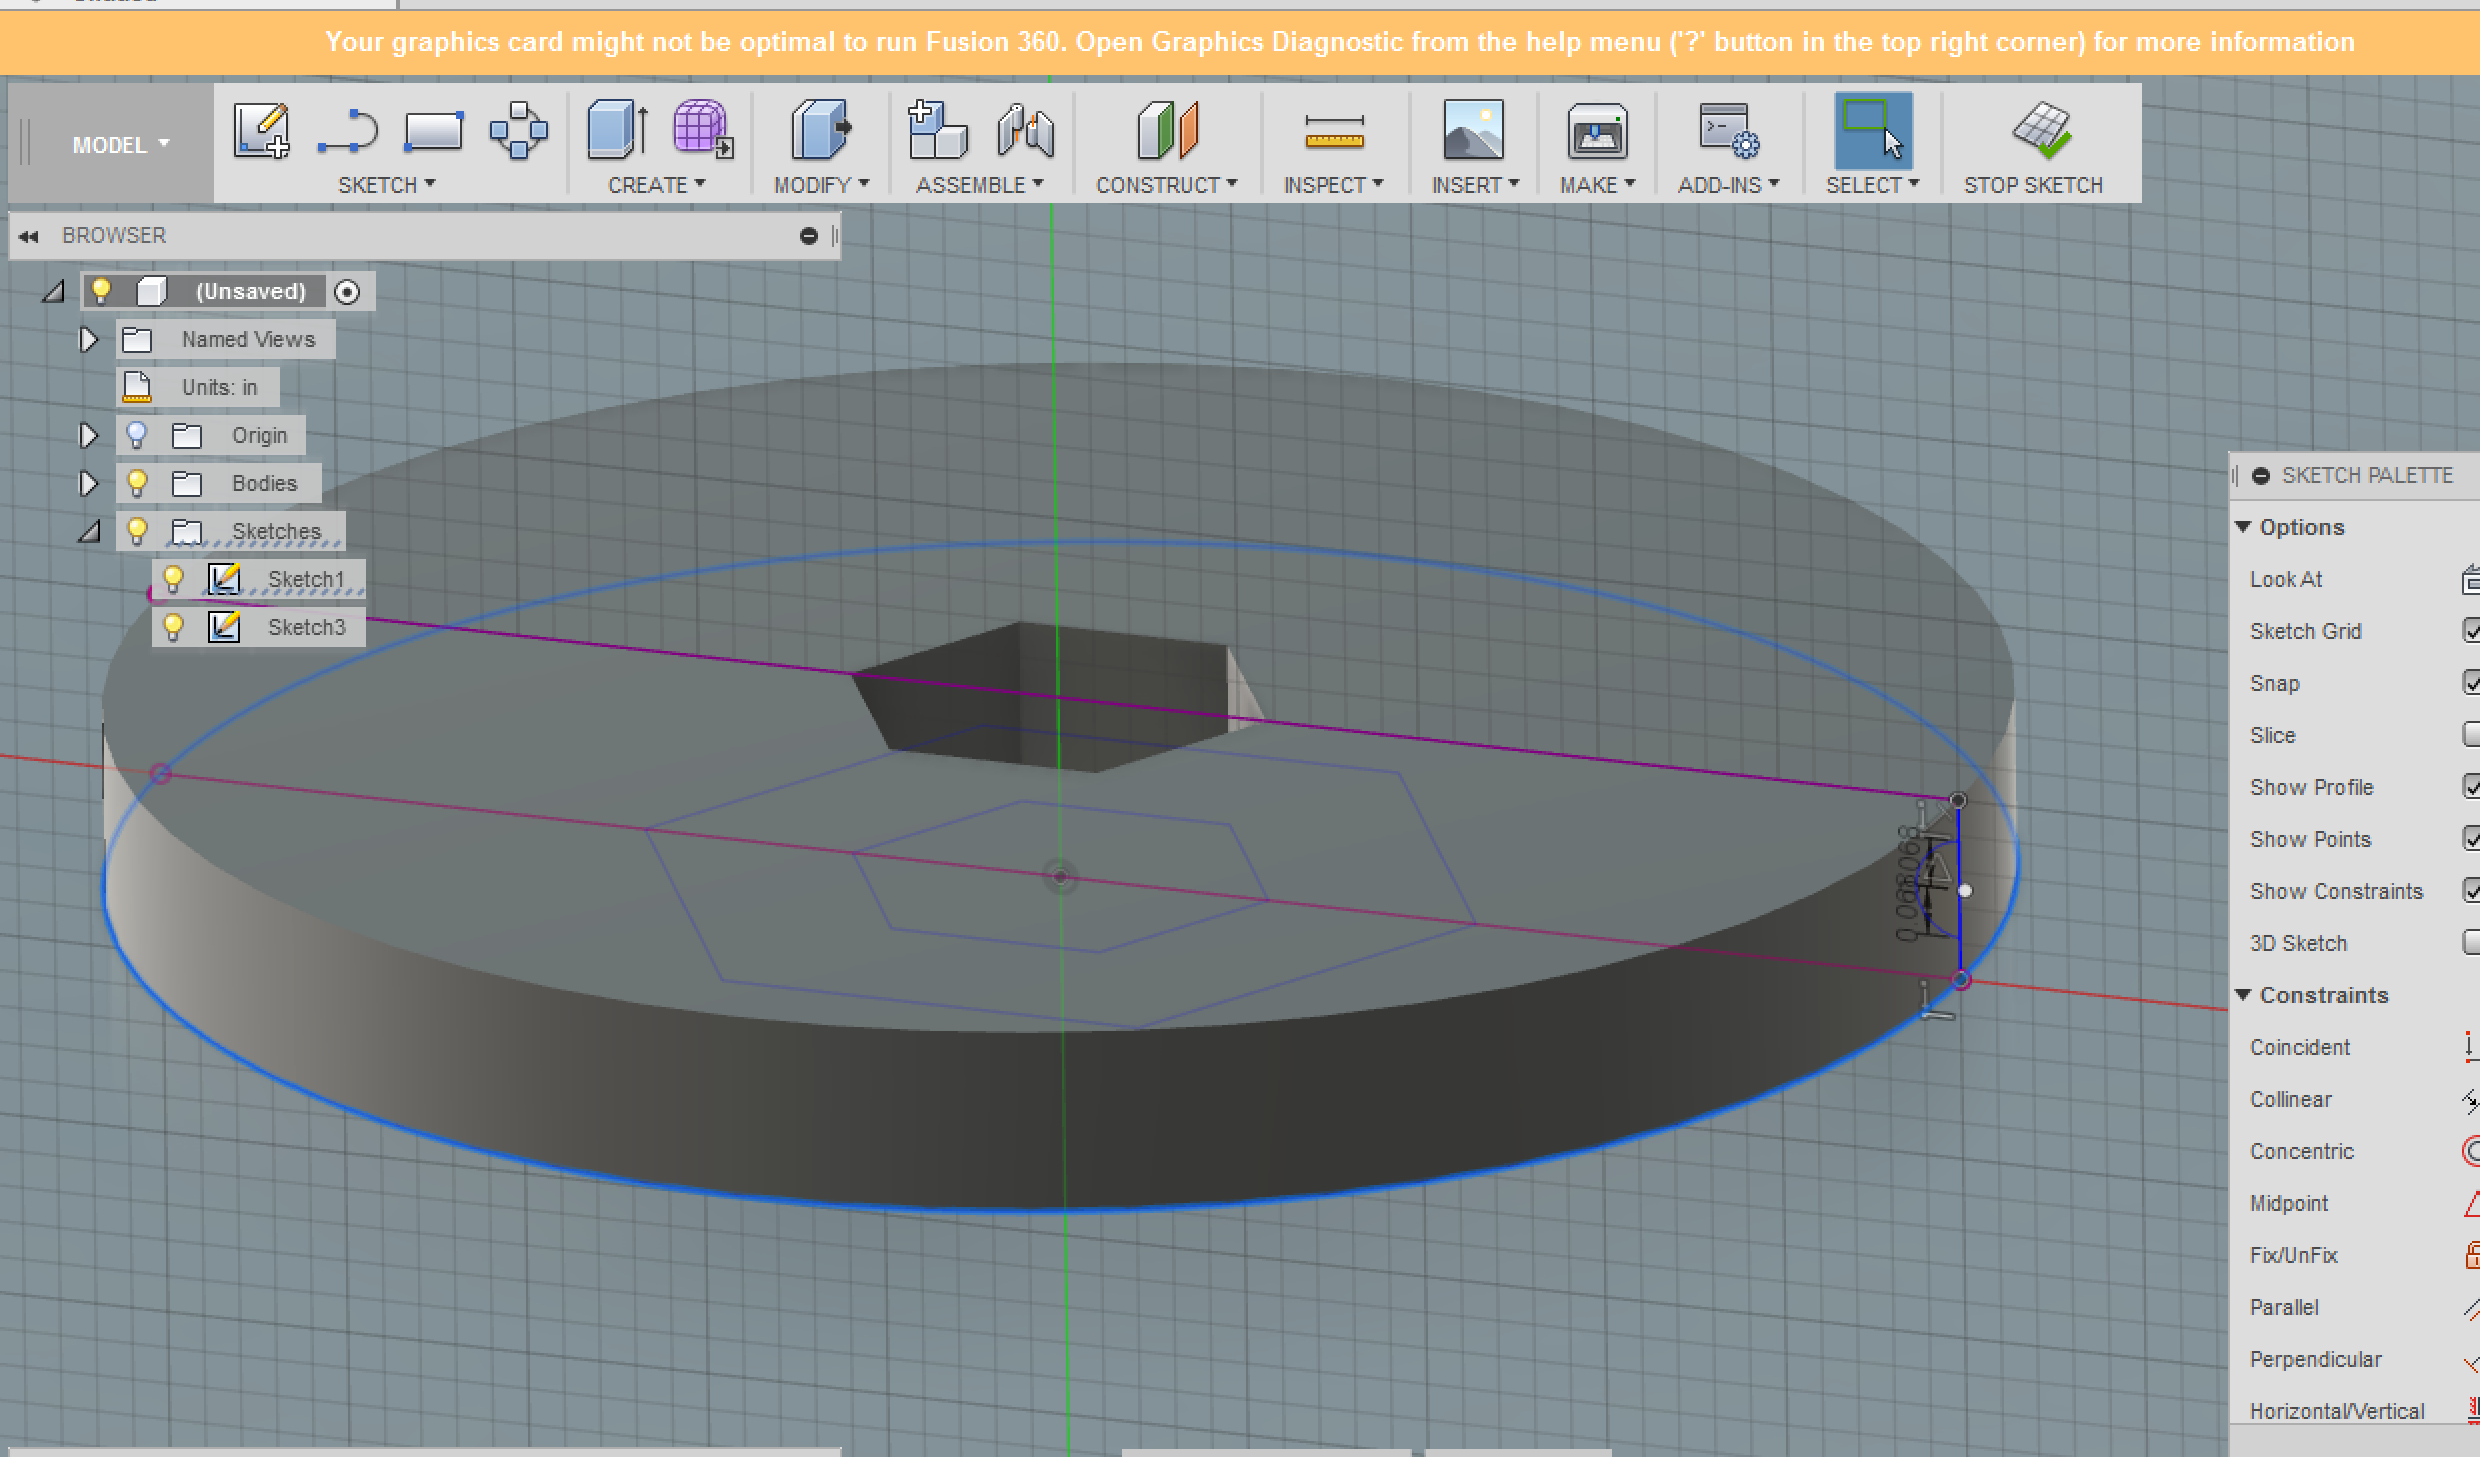 Your graphics card might not be optimal to run Fusion 360. Open Graphics Diagnostic from the help menu ('?' button in the top right corner) for more information
MODEL
SKETCH
CREATE
MODIFY
ASSEMBLE
CONSTRUCT
INSPECT
INSERT
MAKE
ADD-INS
SELECT
STOP SKETCH
BROWSER
(Unsaved)
Named Views
Units: in
Origin
Bodies
Sketches
Sketch1
Sketch3
SKETCH PALETTE
Options
Look At
Sketch Grid
Snap
Slice
Show Profile
Show Points
Show Constraints
3D Sketch
Constraints
Coincident
Collinear
Concentric
Midpoint
Fix/UnFix
Parallel
Perpendicular
Horizontal/Vertical